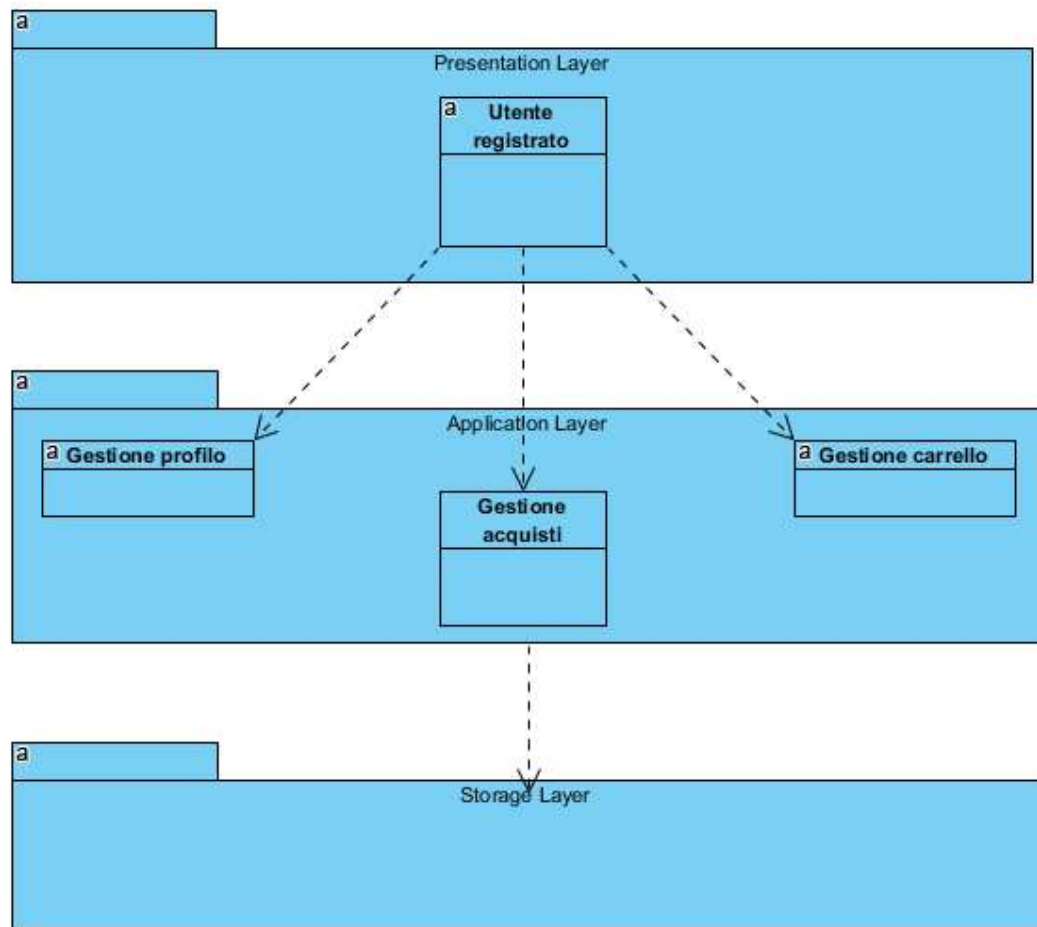 a
Presentation Layer
a
Utente
registrato
a
Application Layer
a Gestione profilo
a Gestione carrello
Gestione
acquisti
a
Storage Layer